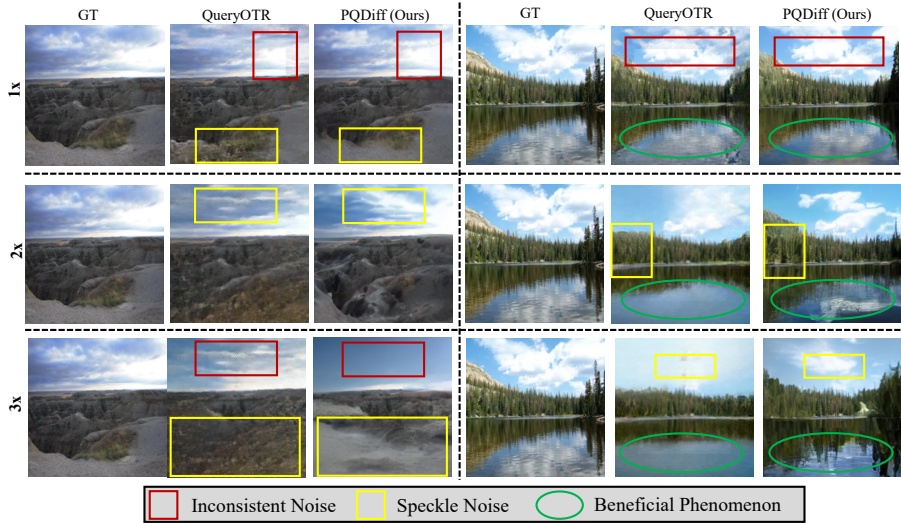 GT QueryOTR PQDiff (Ours) GT QueryOTR PQDiff (Ours)
1x
2x
3x
Inconsistent Noise Speckle Noise Beneficial Phenomenon